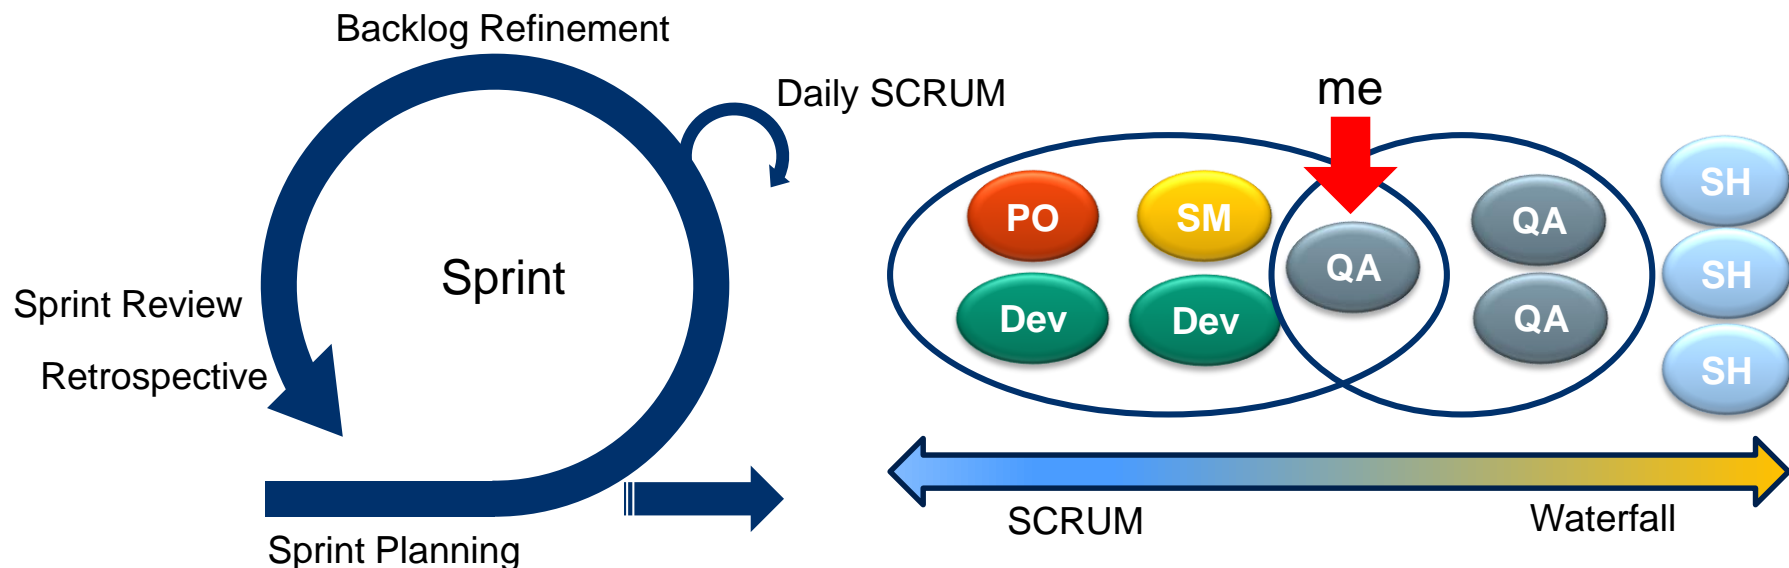 Backlog Refinement
Daily SCRUM
Sprint
Sprint Review
Retrospective
Sprint Planning
me
PO
SM
QA
QA
SH
Dev
Dev
QA
SH
SH
SCRUM
Waterfall